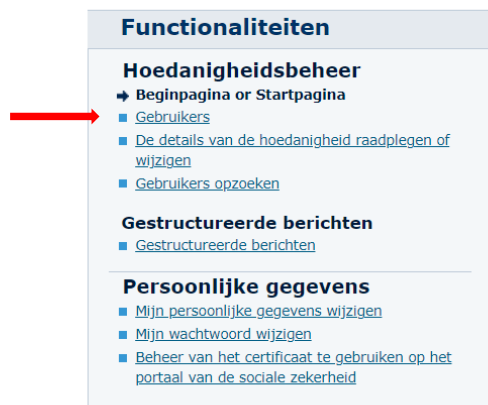 Functionaliteiten
Hoedanigheidsbeheer
Beginpagina or Startpagina
Gebruikers
De details van de hoedanigheid raadplegen of
wijzigen
Gebruikers opzoeken
Gestructureerde berichten
Gestructureerde berichten
Persoonlijke gegevens
Mijn persoonlijke gegevens wijzigen
Mijn wachtwoord wijzigen
Beheer van het certificaat te gebruiken op het
portaal van de sociale zekerheid